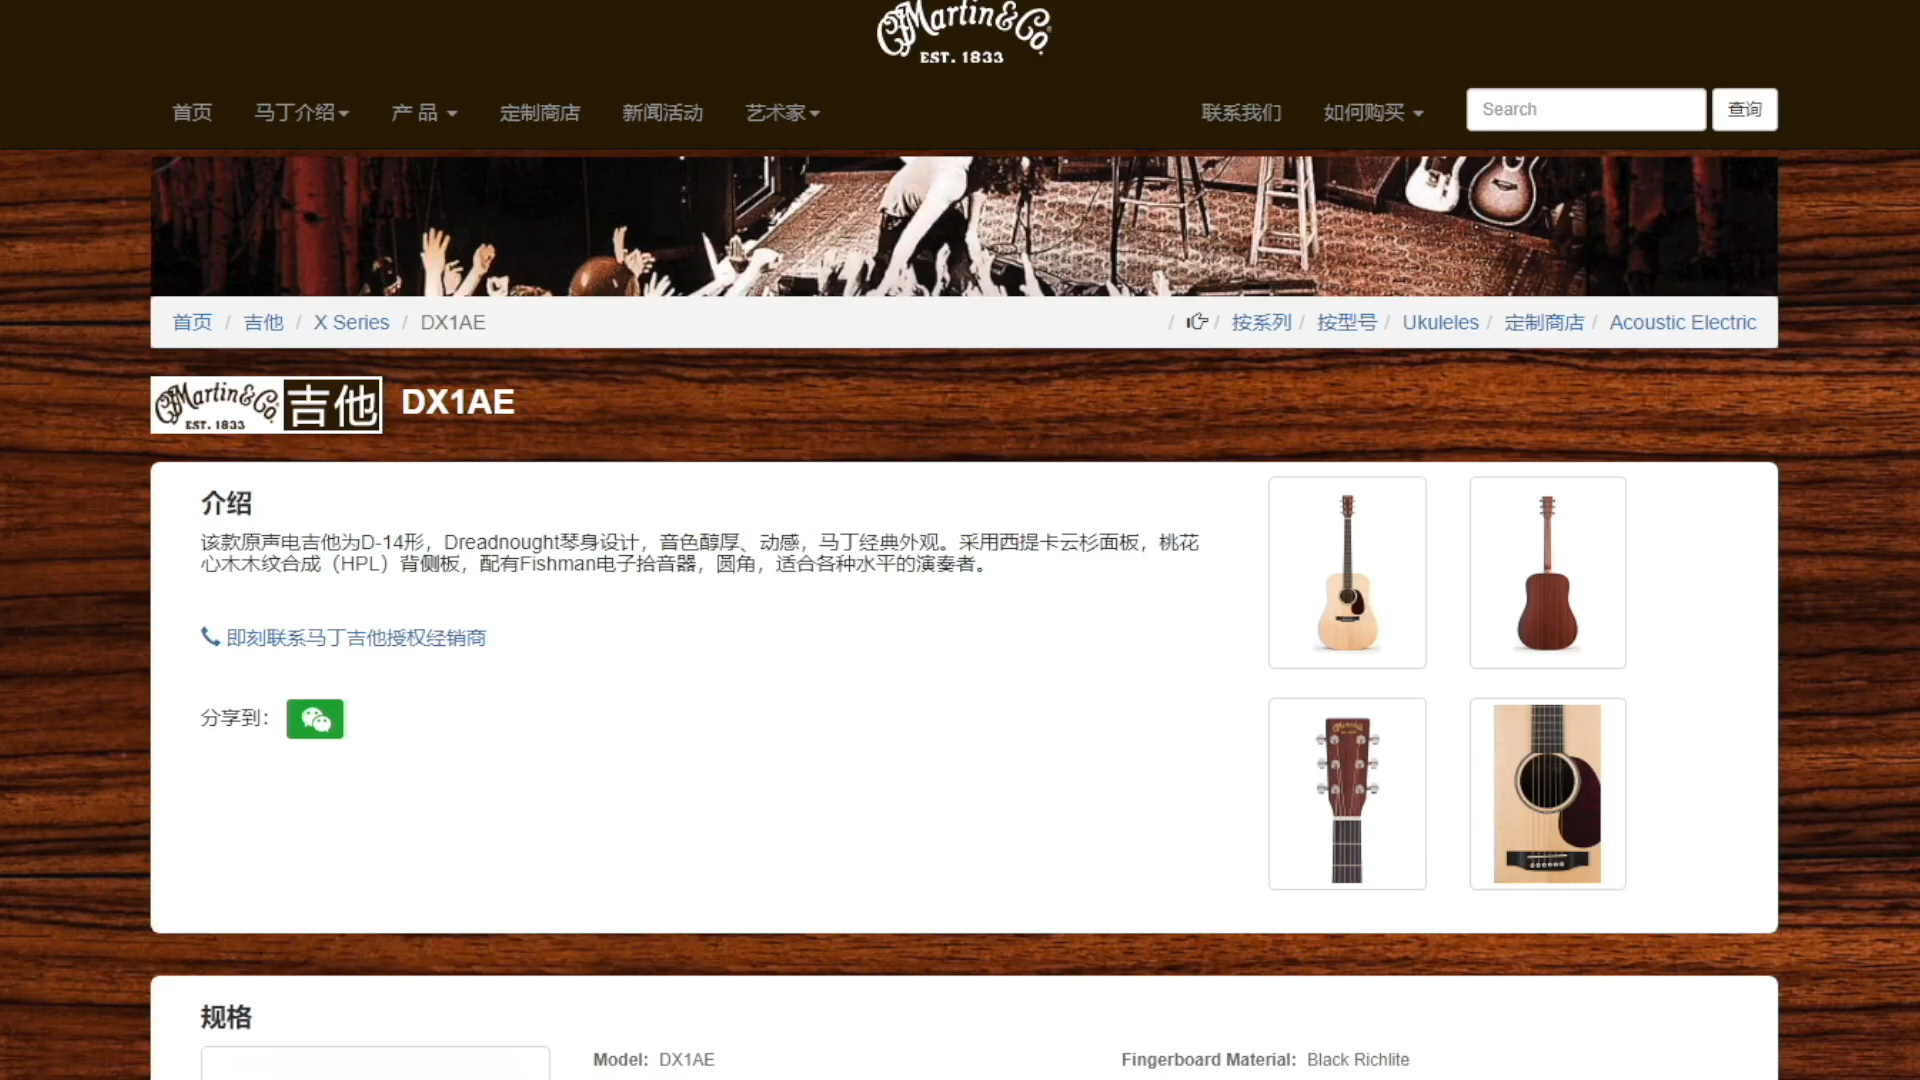 Martin & Co.
EST. 1833
首页 马丁介绍 产 品 定制商店 新闻活动 艺术家 联系我们 如何购买 Search 查询
首页 / 吉他 / X Series / DX1AE / / 按系列 / 按型号 / Ukuleles / 定制商店 / Acoustic Electric
Martin & Co. EST. 1833 吉他 DX1AE
介绍
该款原声电吉他为D-14形，Dreadnought琴身设计，音色醇厚、动感，马丁经典外观。采用西提卡云杉面板，桃花
心木木纹合成（HPL）背侧板，配有Fishman电子拾音器，圆角，适合各种水平的演奏者。
即刻联系马丁吉他授权经销商
分享到：
规格
Model: DX1AE Fingerboard Material: Black Richlite